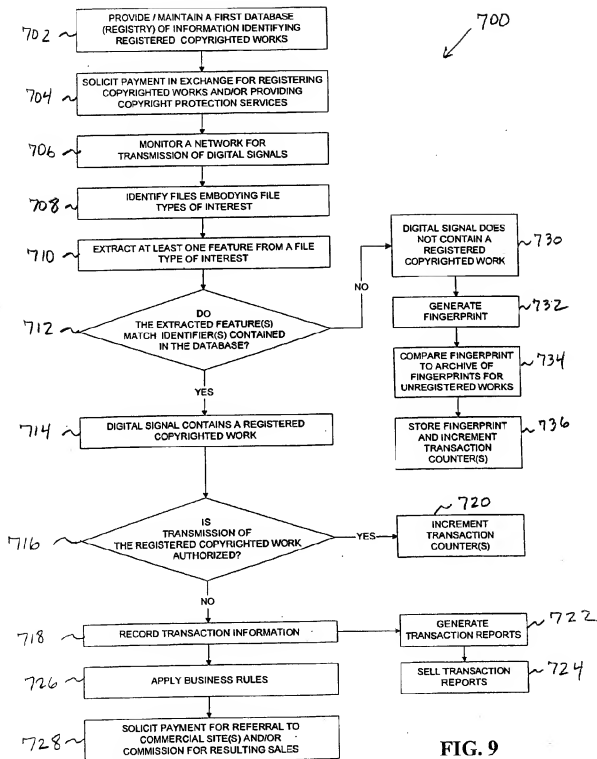 702
PROVIDE / MAINTAIN A FIRST DATABASE
(REGISTRY) OF INFORMATION IDENTIFYING
REGISTERED COPYRIGHTED WORKS
700
704
SOLICIT PAYMENT IN EXCHANGE FOR REGISTERING
COPYRIGHTED WORKS AND/OR PROVIDING
COPYRIGHT PROTECTION SERVICES
706
MONITOR A NETWORK FOR
TRANSMISSION OF DIGITAL SIGNALS
708
IDENTIFY FILES EMBODYING FILE
TYPES OF INTEREST
710
EXTRACT AT LEAST ONE FEATURE FROM A FILE
TYPE OF INTEREST
712
DO
THE EXTRACTED FEATURE(S)
MATCH IDENTIFIER(S) CONTAINED
IN THE DATABASE?
NO
DIGITAL SIGNAL DOES
NOT CONTAIN A
REGISTERED
COPYRIGHTED WORK
730
GENERATE
FINGERPRINT
732
COMPARE FINGERPRINT
TO ARCHIVE OF
FINGERPRINTS FOR
UNREGISTERED WORKS
734
STORE FINGERPRINT
AND INCREMENT
TRANSACTION
COUNTER(S)
736
YES
714
DIGITAL SIGNAL CONTAINS A REGISTERED
COPYRIGHTED WORK
716
IS
TRANSMISSION OF
THE REGISTERED COPYRIGHTED WORK
AUTHORIZED?
YES
720
INCREMENT
TRANSACTION
COUNTER(S)
NO
718
RECORD TRANSACTION INFORMATION
GENERATE
TRANSACTION REPORTS
722
SELL TRANSACTION
REPORTS
724
726
APPLY BUSINESS RULES
728
SOLICIT PAYMENT FOR REFERRAL TO
COMMERCIAL SITE(S) AND/OR
COMMISSION FOR RESULTING SALES
FIG. 9